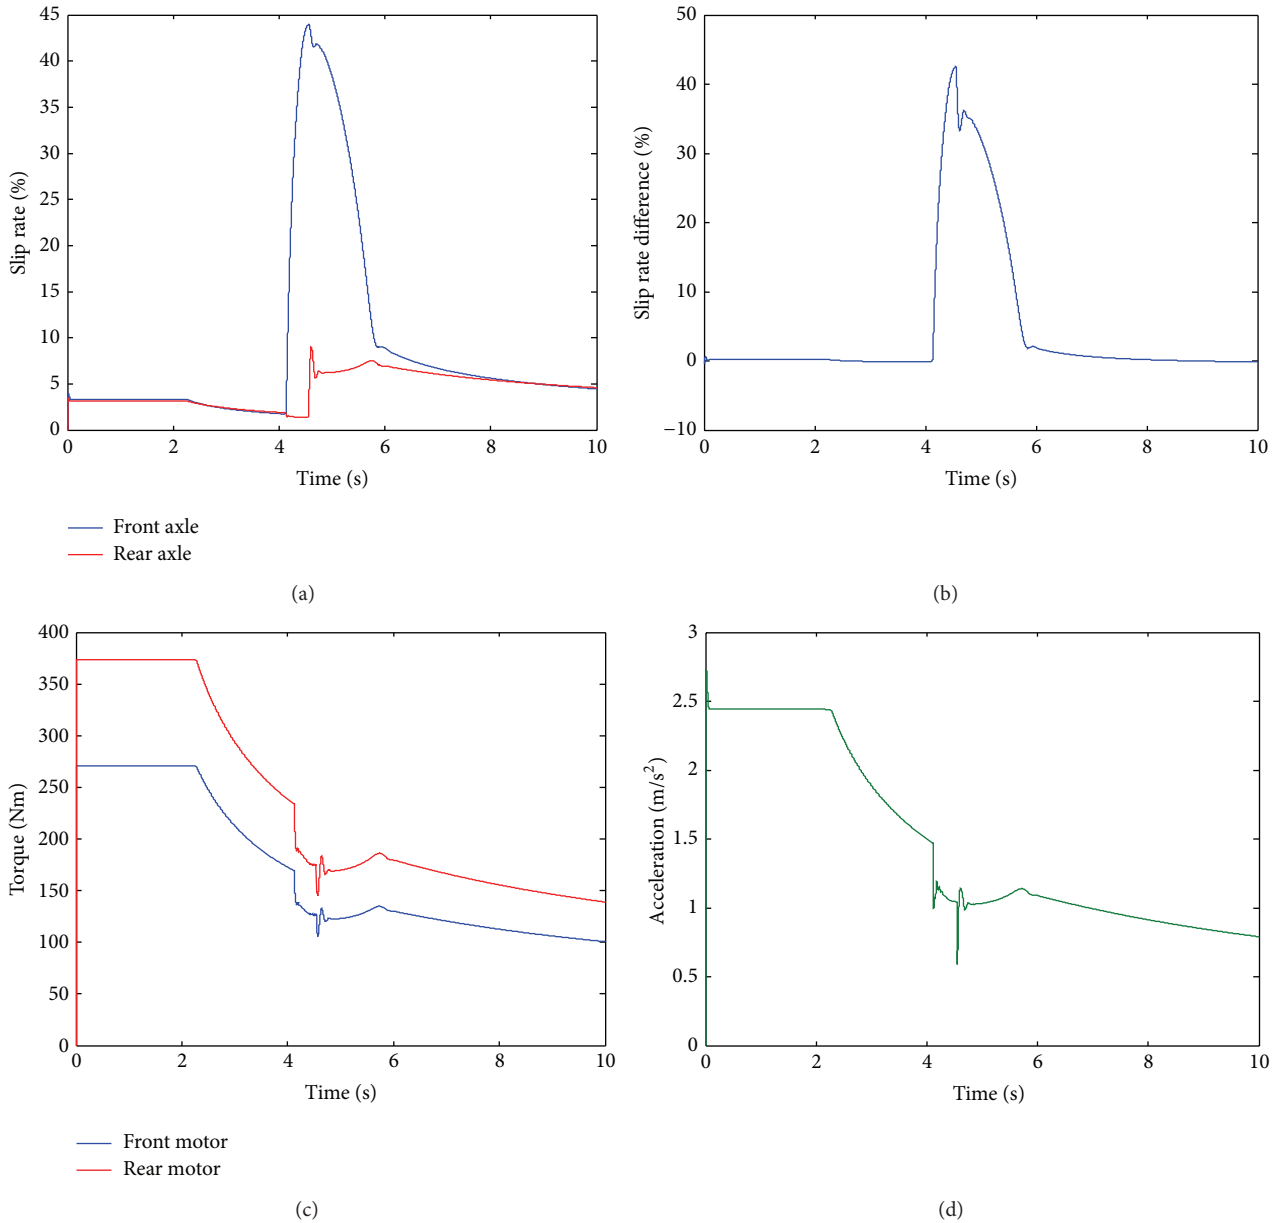 45
40
35
30
25
20
15
10
5
0
Slip rate (%)
0 2 4 6 8 10
Time (s)
Front axle
Rear axle
(a)
50
40
30
20
10
0
−10
Slip rate difference (%)
0 2 4 6 8 10
Time (s)
(b)
400
350
300
250
200
150
100
50
0
Torque (Nm)
0 2 4 6 8 10
Time (s)
Front motor
Rear motor
(c)
3
2.5
2
1.5
1
0.5
0
Acceleration (m/s²)
0 2 4 6 8 10
Time (s)
(d)